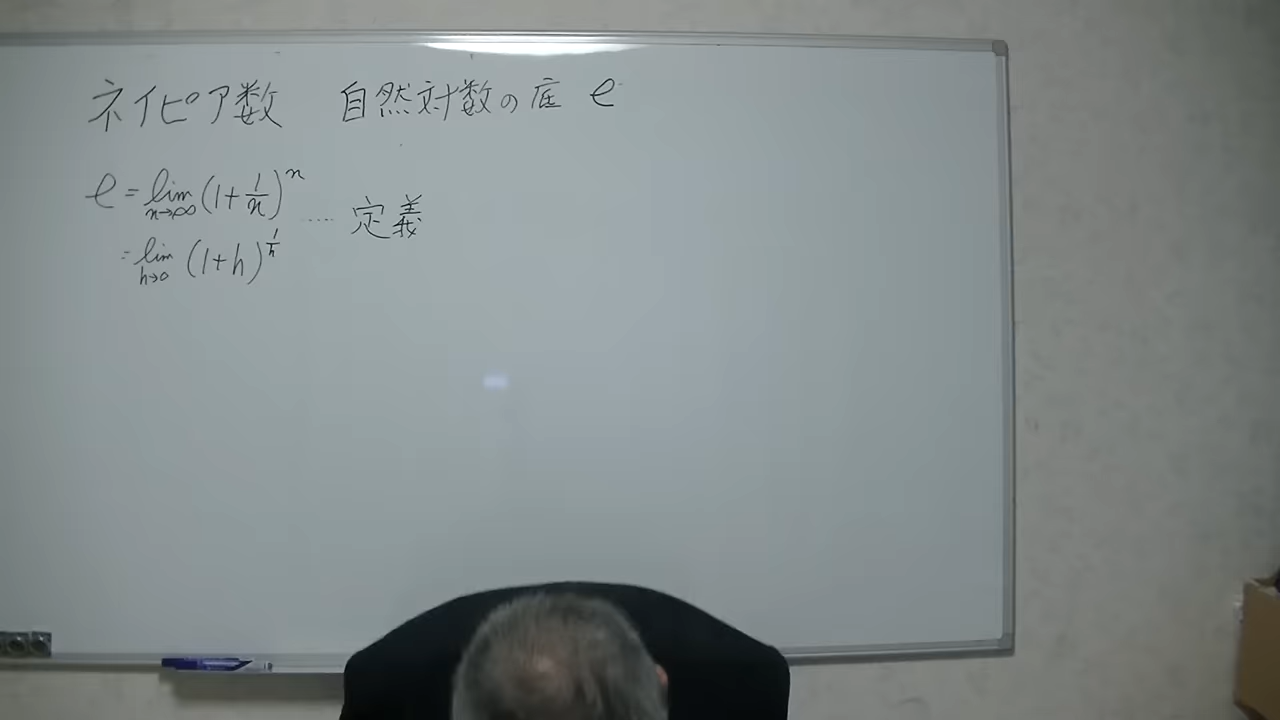 ネイピア数 自然対数の底 e
e = lim n→∞ (1+1/n)^n ..... 定義
= lim h→0 (1+h)^1/h